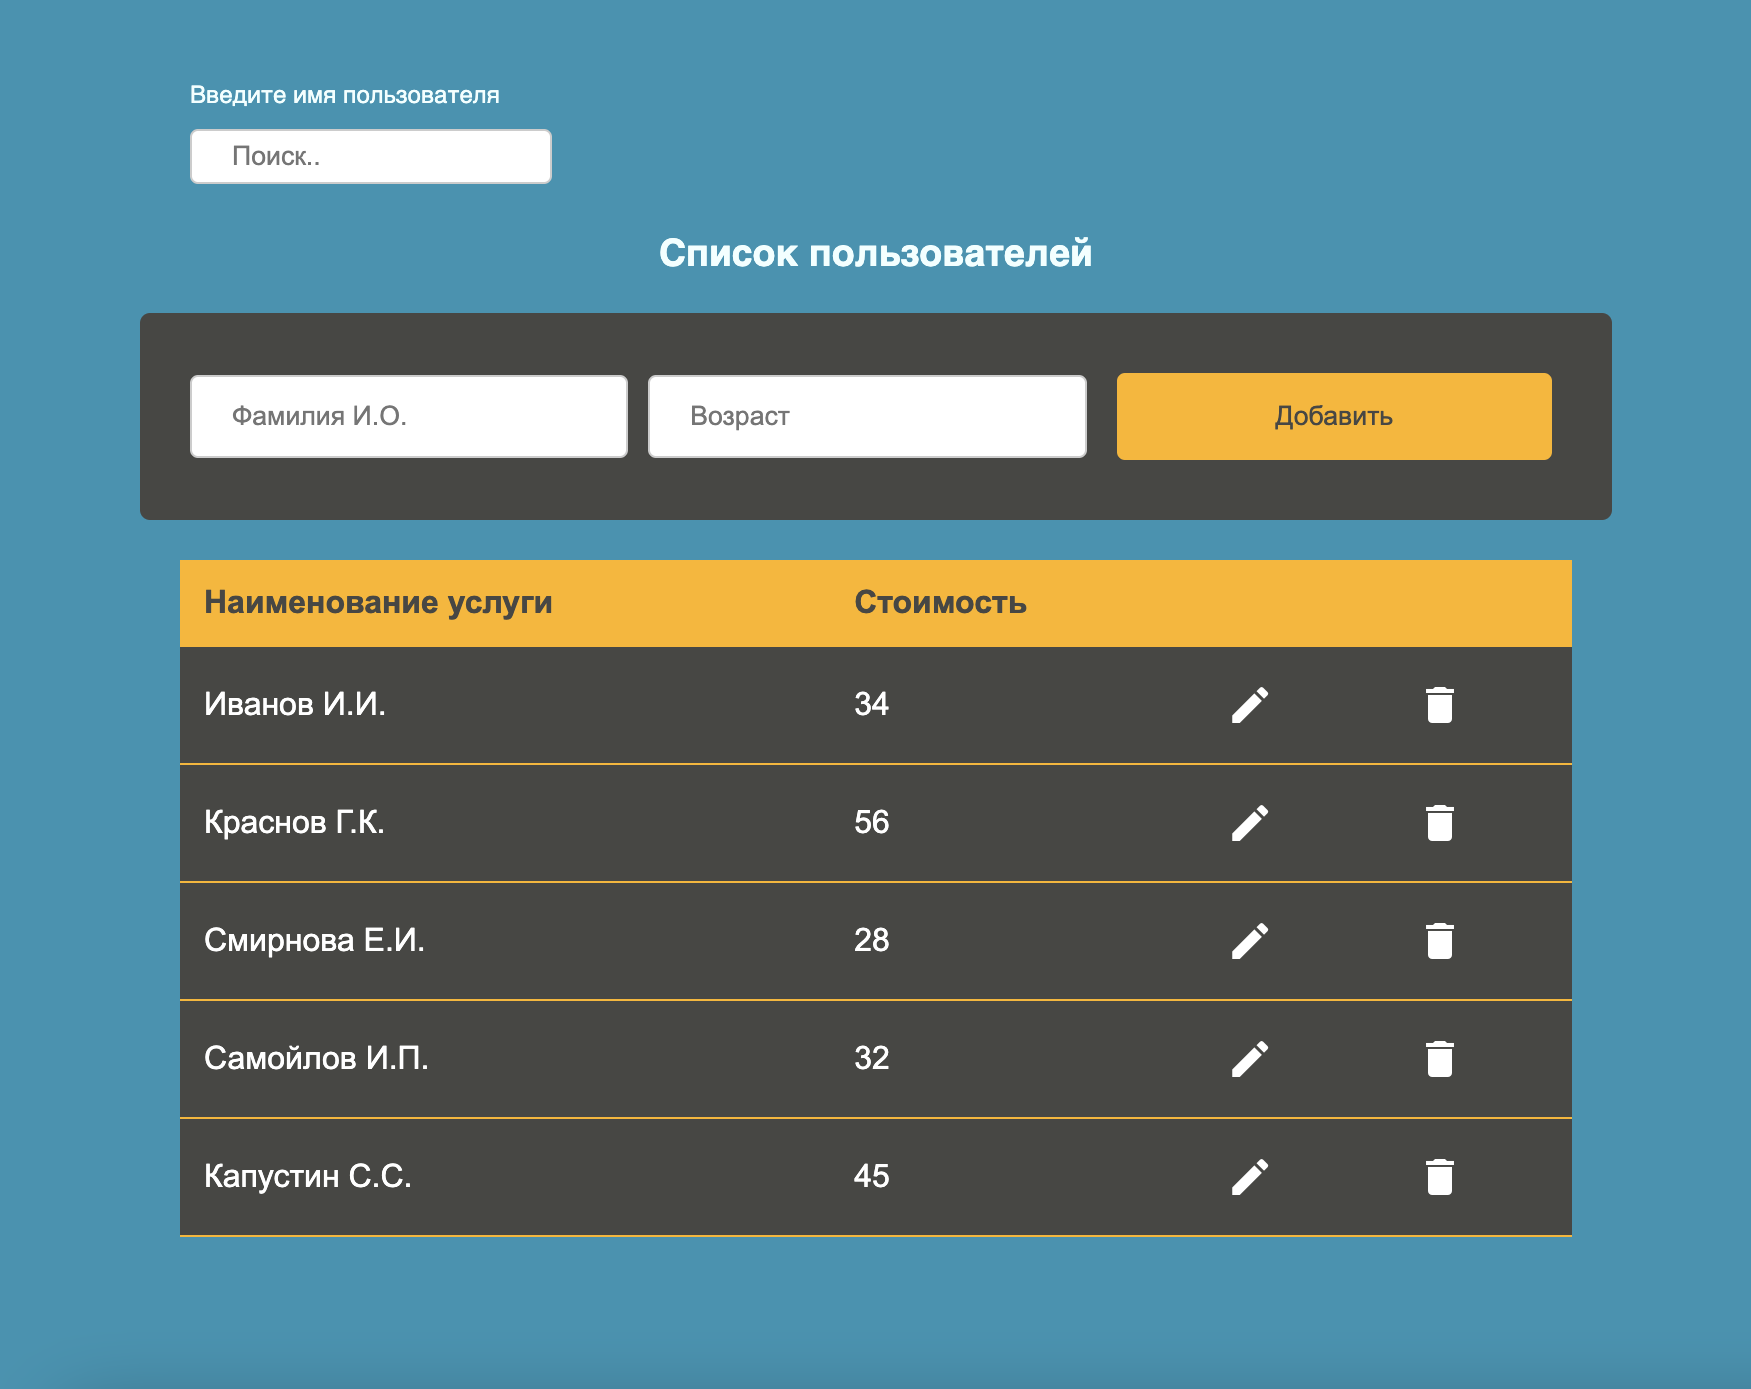 Введите имя пользователя
Поиск..
Список пользователей
Фамилия И.О. Возраст Добавить
Наименование услуги Стоимость
Иванов И.И. 34
Краснов Г.К. 56
Смирнова Е.И. 28
Самойлов И.П. 32
Капустин С.С. 45